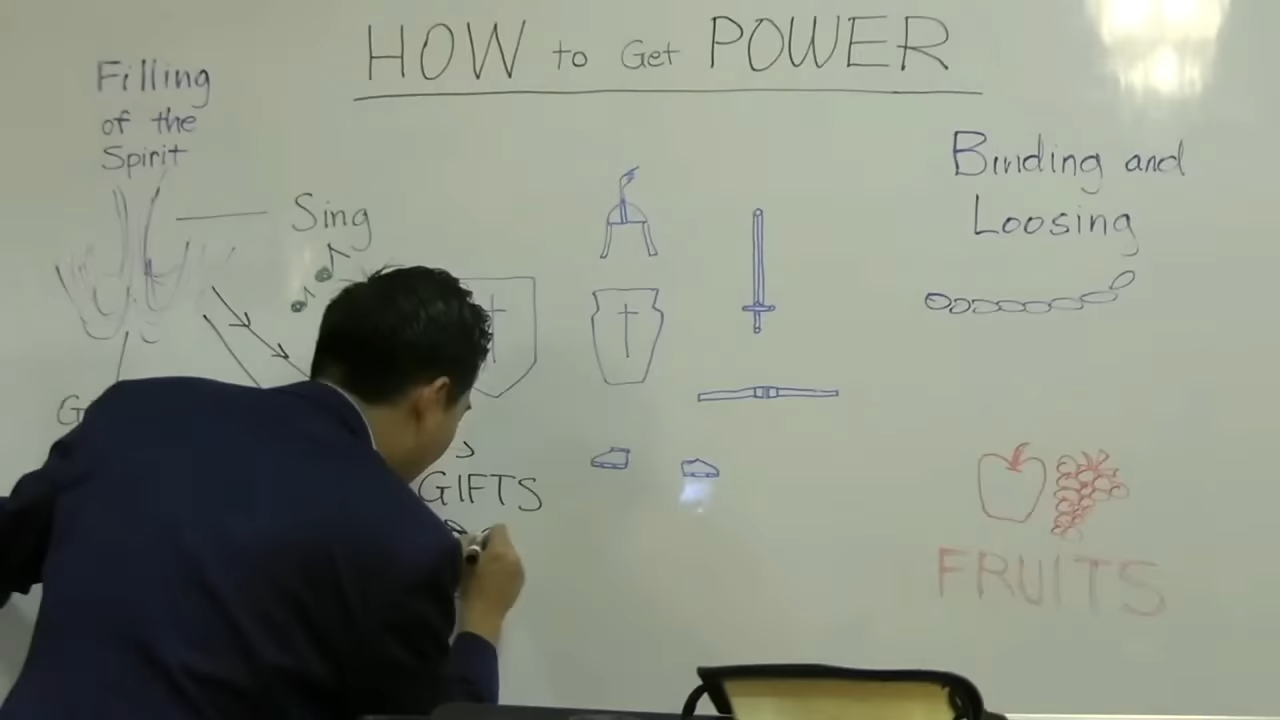 HOW to Get POWER
Filling
of the
Spirit
Sing
Binding and
Loosing
GIFTS
FRUITS